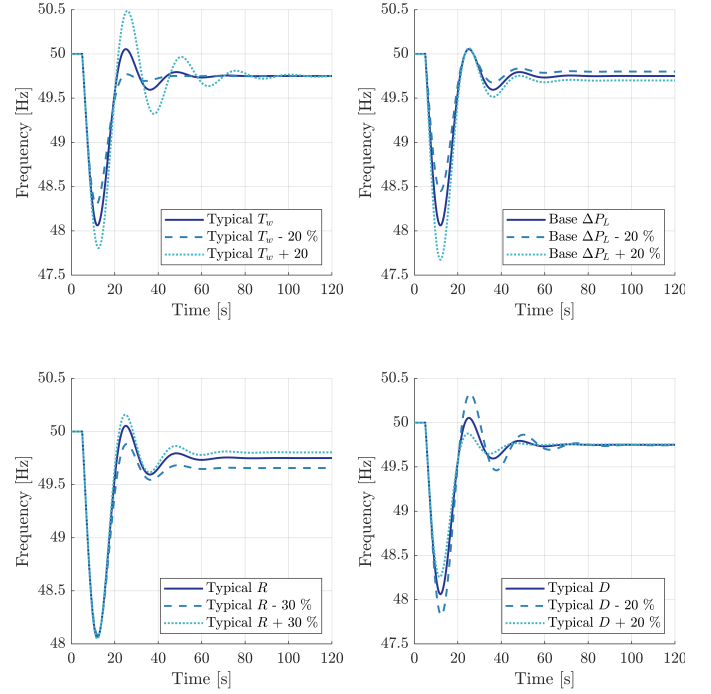 50.5
50
49.5
49
48.5
48
47.5
Frequency [Hz]
Typical T_w
Typical T_w - 20 %
Typical T_w + 20
0 20 40 60 80 100 120
Time [s]
50.5
50
49.5
49
48.5
48
47.5
Frequency [Hz]
Base ΔP_L
Base ΔP_L - 20 %
Base ΔP_L + 20 %
0 20 40 60 80 100 120
Time [s]
50.5
50
49.5
49
48.5
48
Frequency [Hz]
Typical R
Typical R - 30 %
Typical R + 30 %
0 20 40 60 80 100 120
Time [s]
50.5
50
49.5
49
48.5
48
47.5
Frequency [Hz]
Typical D
Typical D - 20 %
Typical D + 20 %
0 20 40 60 80 100 120
Time [s]